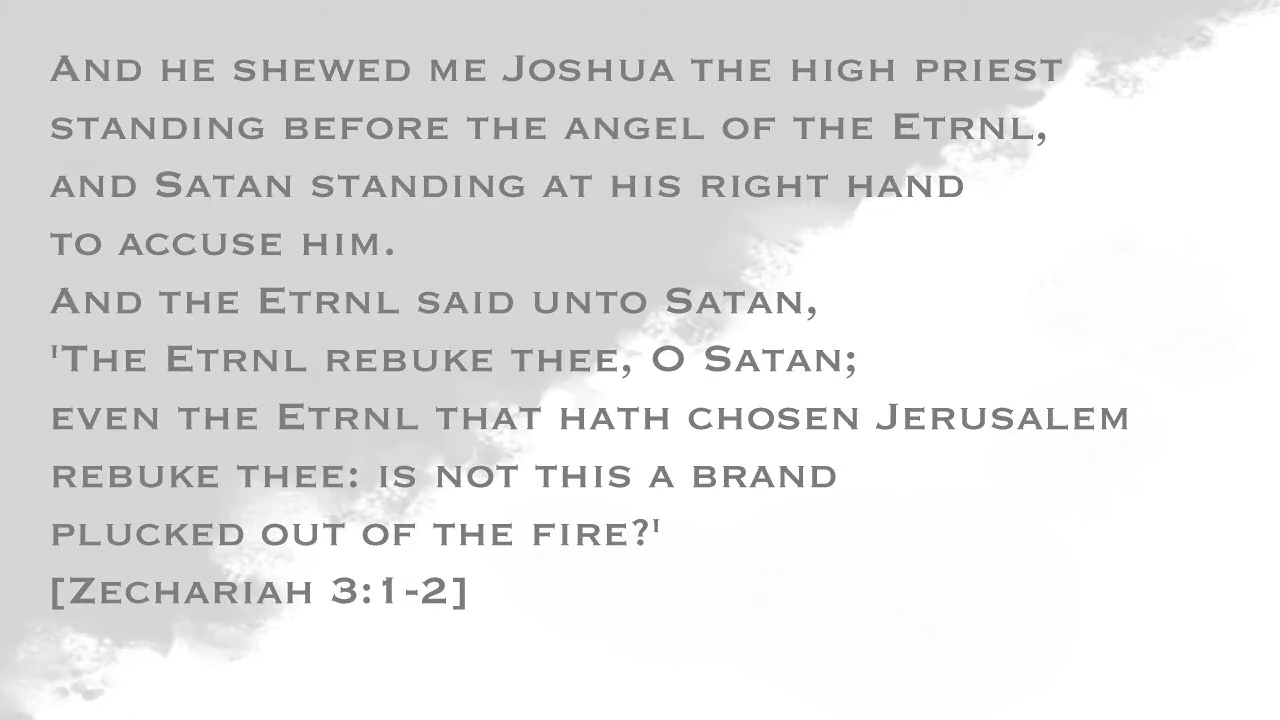 And he shewed me Joshua the high priest
standing before the angel of the Etrnl,
and Satan standing at his right hand
to accuse him.
And the Etrnl said unto Satan,
'The Etrnl rebuke thee, O Satan;
even the Etrnl that hath chosen Jerusalem
rebuke thee: is not this a brand
plucked out of the fire?'
[Zechariah 3:1-2]